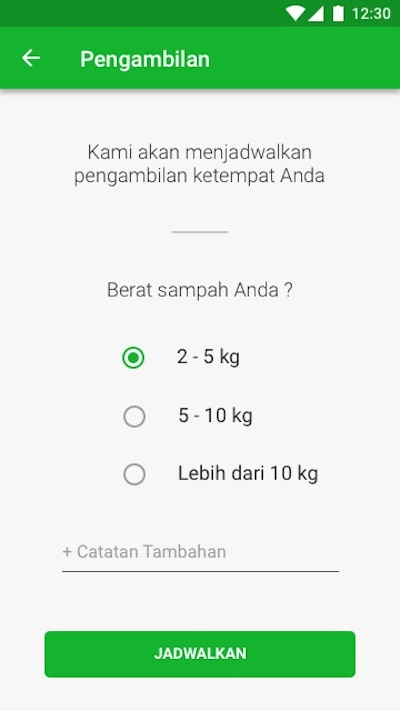 12:30
Pengambilan
Kami akan menjadwalkan
pengambilan ketempat Anda
Berat sampah Anda ?
2 - 5 kg
5 - 10 kg
Lebih dari 10 kg
+ Catatan Tambahan
JADWALKAN